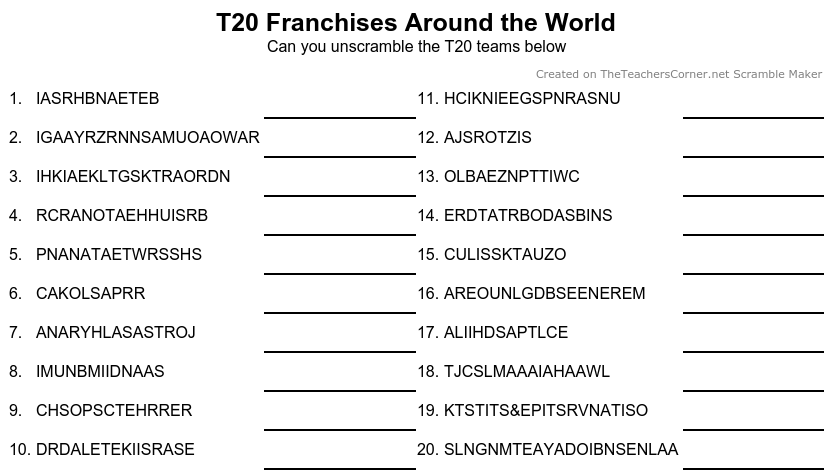 T20 Franchises Around the World
Can you unscramble the T20 teams below
Created on TheTeachersCorner.net Scramble Maker
1. IASRHBNAETEB
2. IGAAYRZRNNSAMUOAOWAR
3. IHKIAEKLTGSKTRAORDN
4. RCRANOTAEHHUISRB
5. PNANATAETWRSSHS
6. CAKOLSAPRR
7. ANARYHLASASTROJ
8. IMUNBMIIDNAAS
9. CHSOPSCTEHRRER
10. DRDALETEKIISRASE
11. HCIKNIEEGSPNRASNU
12. AJSROTZIS
13. OLBAEZNPTTIWC
14. ERDTATRBODASBINS
15. CULISSKTAUZO
16. AREOUNLGDBSEENEREM
17. ALIIHDSAPTLCE
18. TJCSLMAAAIAHAAWL
19. KTSTITS&EPITSRVNATISO
20. SLNGNMTEAYADOIBNSENLAA